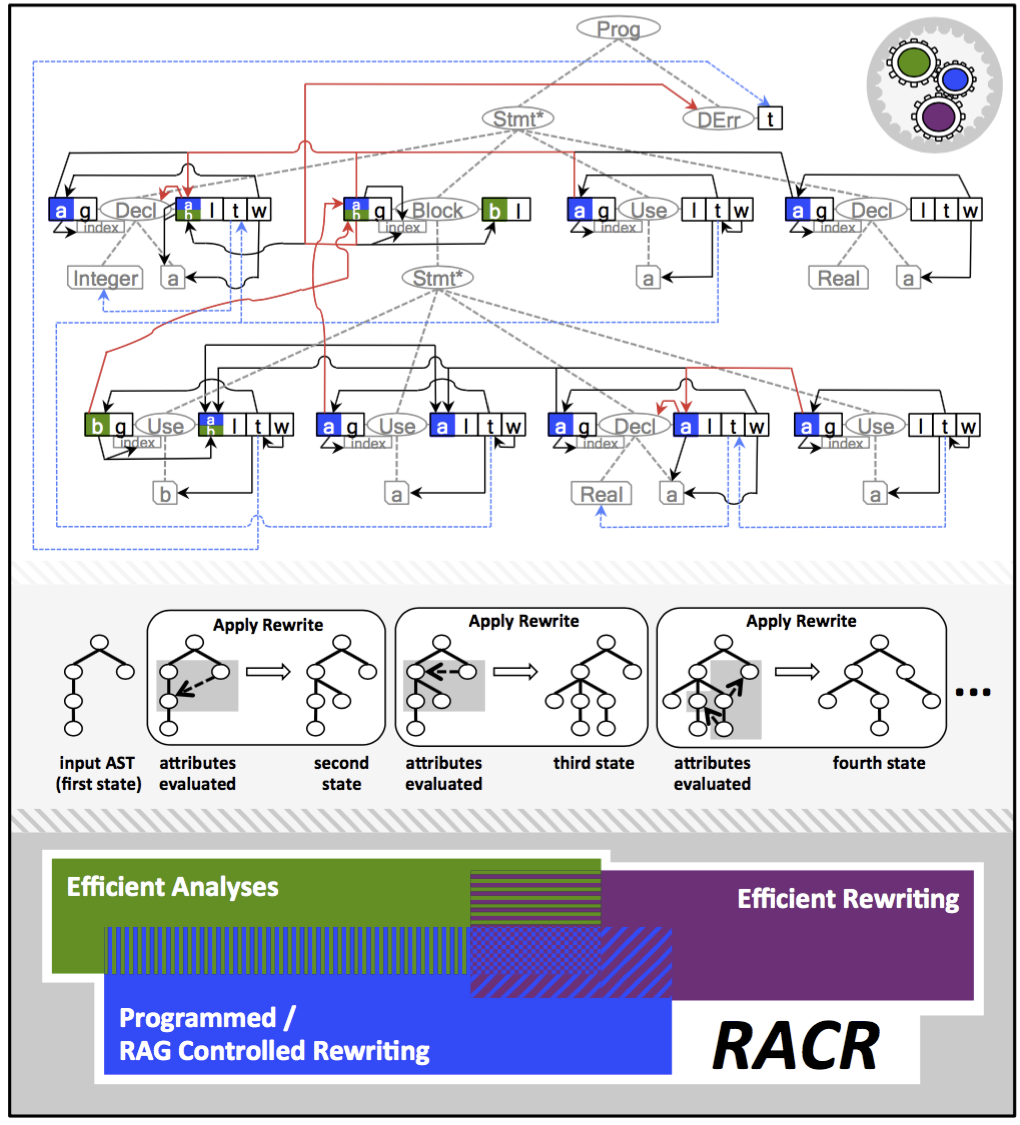 Prog
Stmt*
DErr
t
a g Decl a b l t w
index
a b g Block b l
index
a g Use l t w
index
a g Decl l t w
index
Integer
a
Stmt*
a
Real
a
b g Use a b l t w
index
a g Use a l t w
index
a g Decl a l t w
index
a g Use l t w
index
b
a
Real
a
a
Apply Rewrite
Apply Rewrite
Apply Rewrite
...
input AST
(first state)
attributes
evaluated
second
state
attributes
evaluated
third state
attributes
evaluated
fourth state
Efficient Analyses
Efficient Rewriting
Programmed /
RAG Controlled Rewriting
RACR